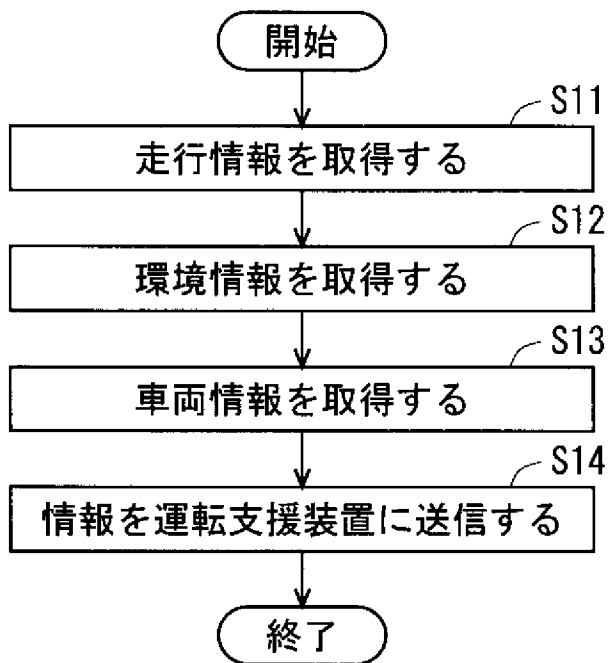 開始
S11
走行情報を取得する
S12
環境情報を取得する
S13
車両情報を取得する
S14
情報を運転支援装置に送信する
終了